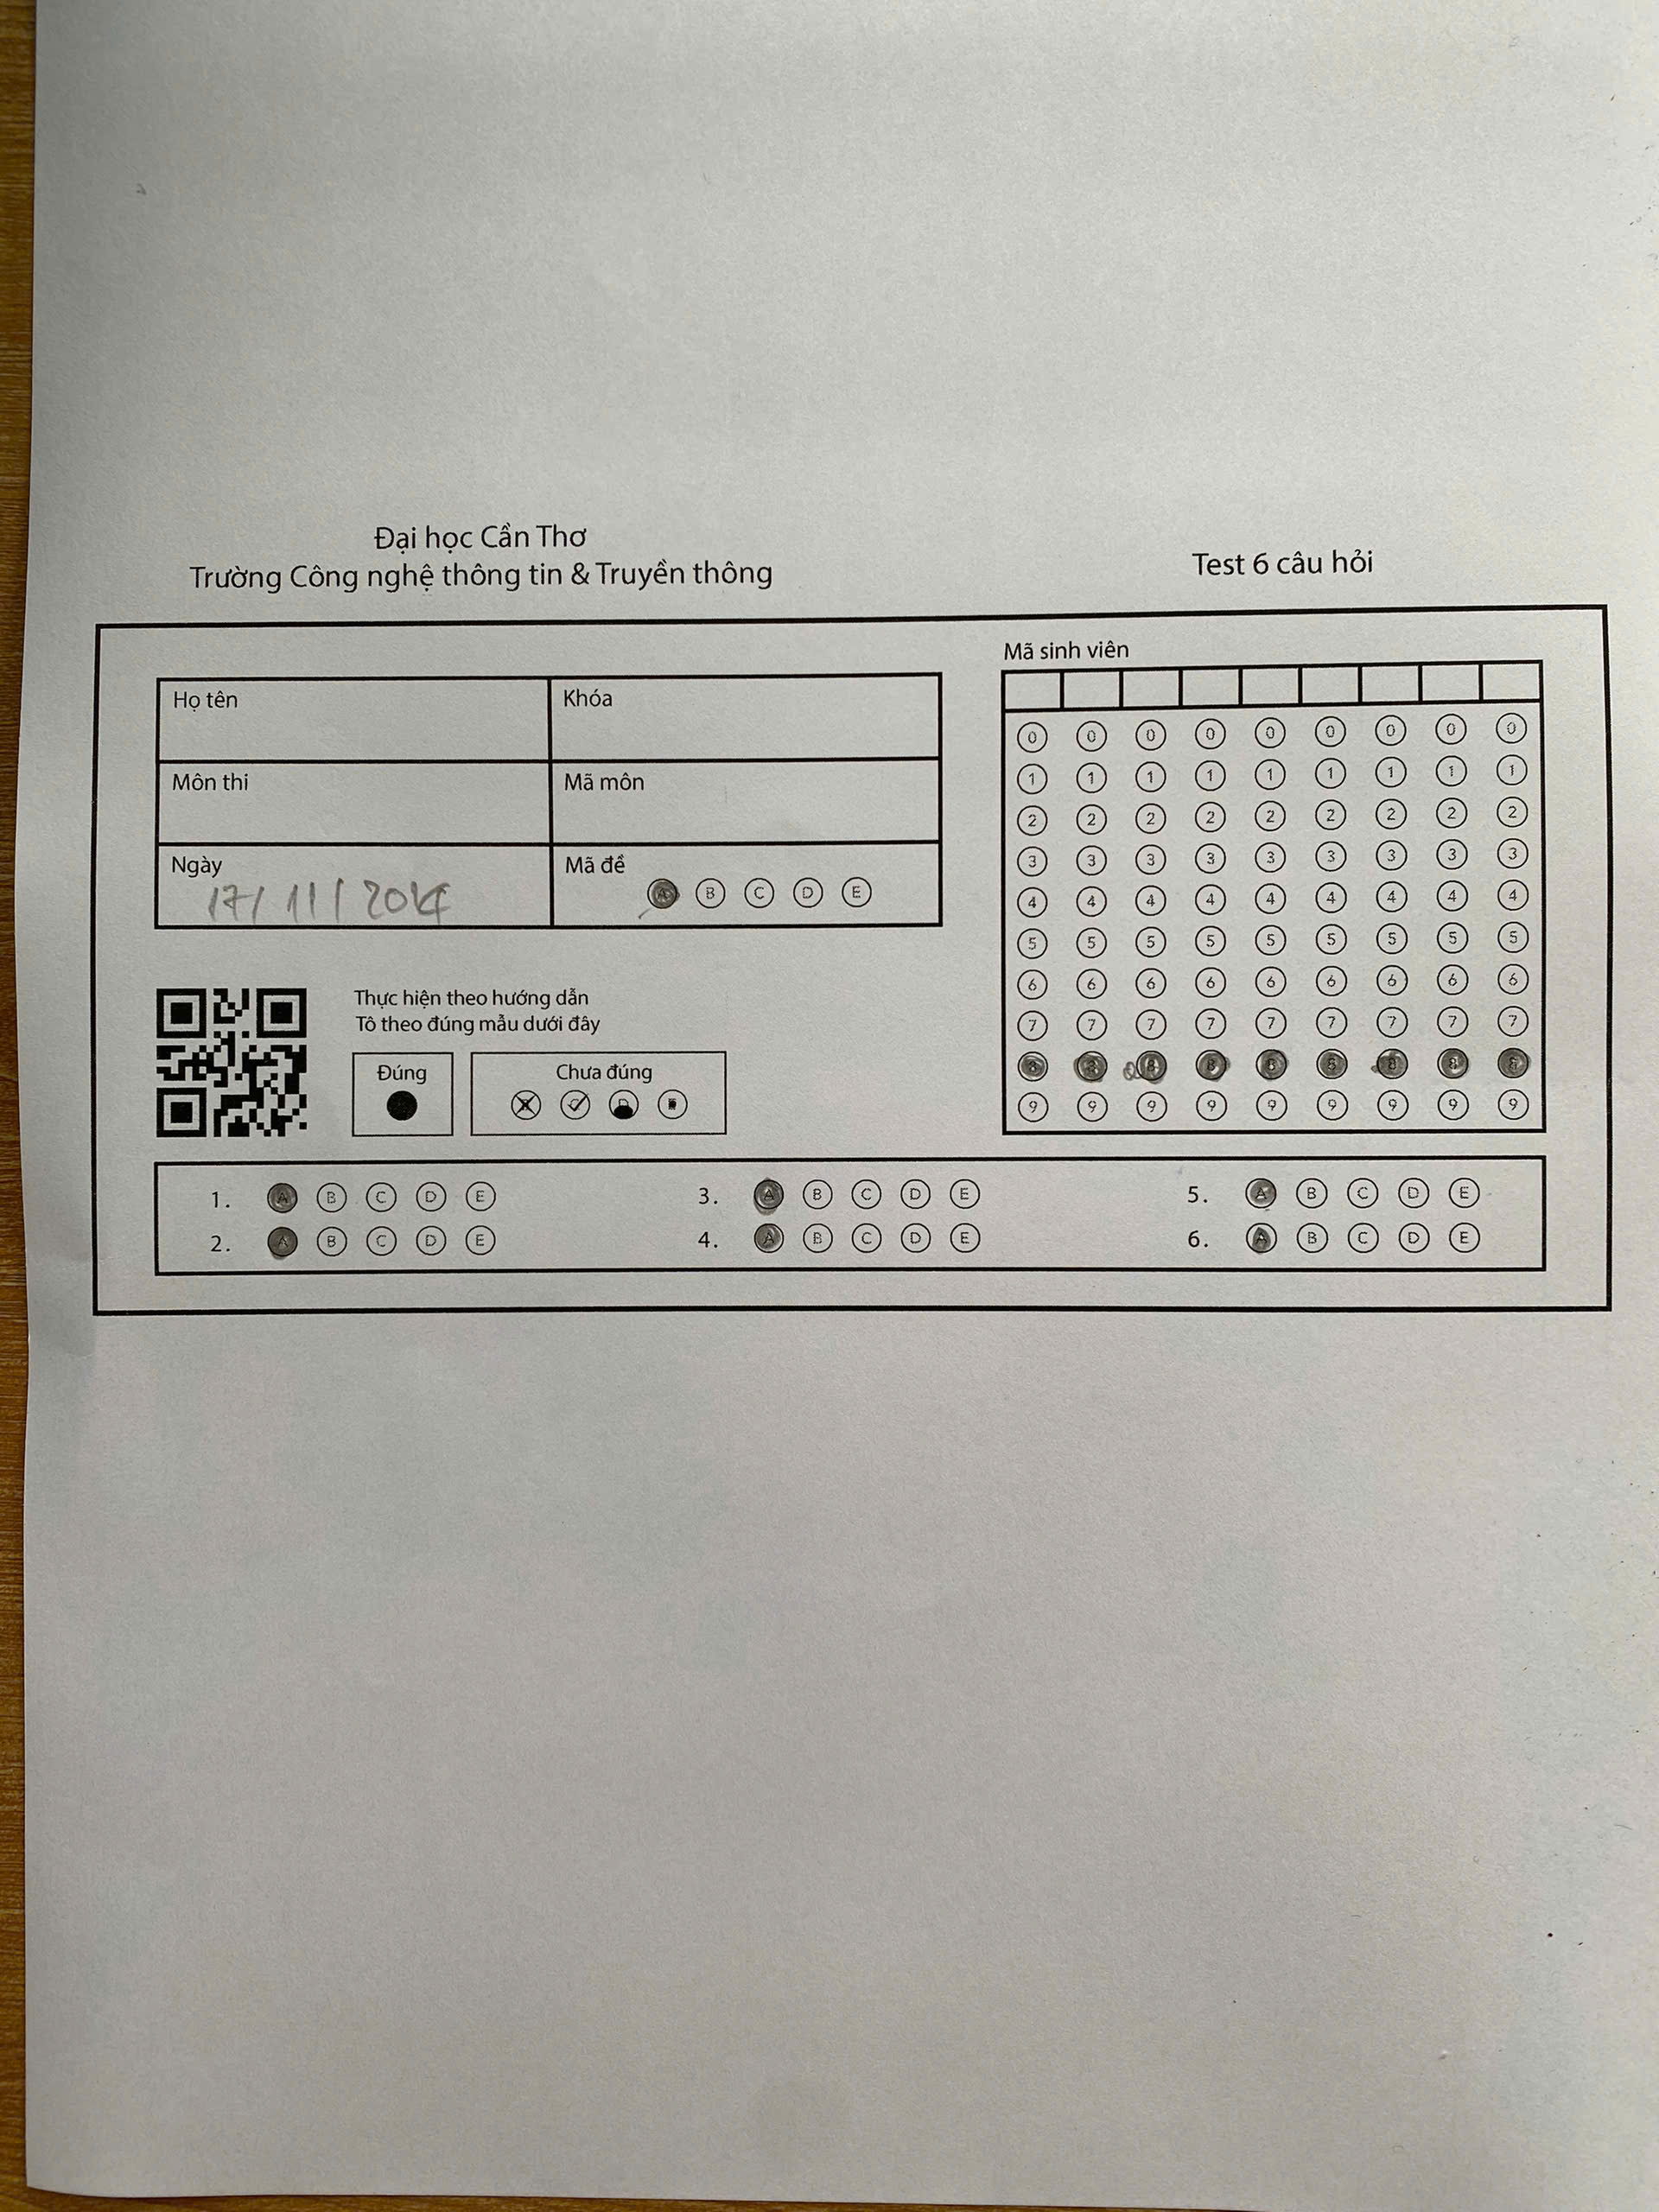 Đại học Cần Thơ
Trường Công nghệ thông tin & Truyền thông
Test 6 câu hỏi
Họ tên
Khóa
Môn thi
Mã môn
Ngày
17/11/
Mã đề
A B C D E
Mã sinh viên
0 0 0 0 0 0 0 0 0
1 1 1 1 1 1 1 1 1
2 2 2 2 2 2 2 2 2
3 3 3 3 3 3 3 3 3
4 4 4 4 4 4 4 4 4
5 5 5 5 5 5 5 5 5
6 6 6 6 6 6 6 6 6
7 7 7 7 7 7 7 7 7
8 8 8 8 8 8 8 8 8
9 9 9 9 9 9 9 9 9
Thực hiện theo hướng dẫn
Tô theo đúng mẫu dưới đây
Đúng
Chưa đúng
1. A B C D E
2. A B C D E
3. A B C D E
4. A B C D E
5. A B C D E
6. A B C D E